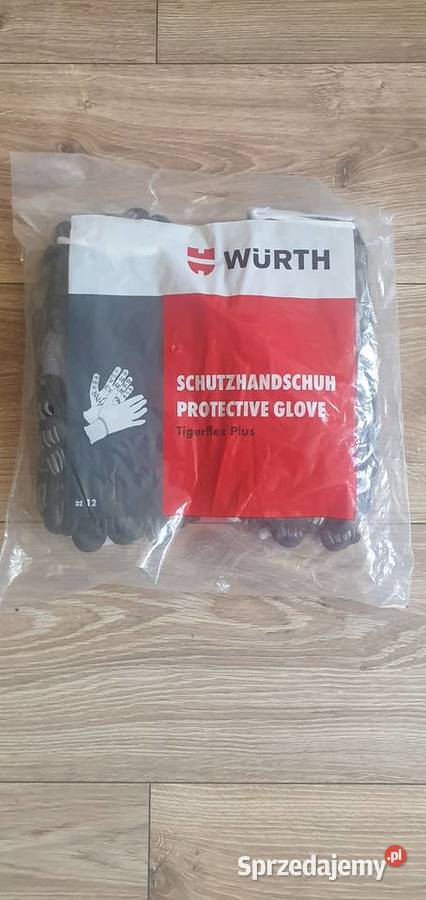 WÜRTH
SCHUTZHANDSCHUH
PROTECTIVE GLOVE
Tigerflex Plus
# 12
Sprzedajemy.pl